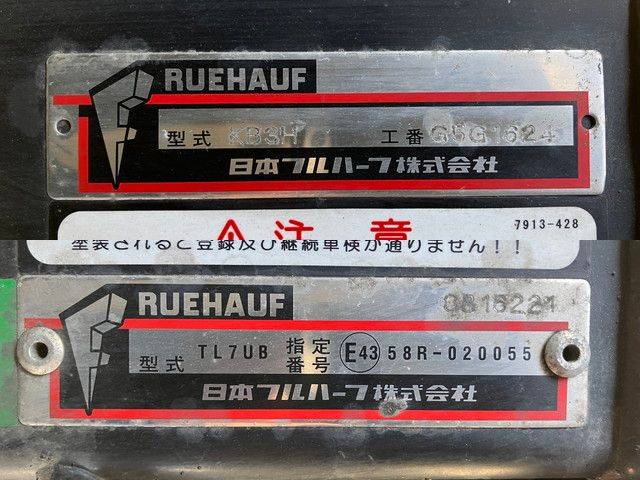 FRUEHAUF
型式 KB3H 工番 G5G1624
日本フルハーフ株式会社
⚠注 意 7913-428
塗装されると登録及び継続車検が通りません!!
FRUEHAUF
型式 TL7UB 指定番号 E43 58R-020055
日本フルハーフ株式会社